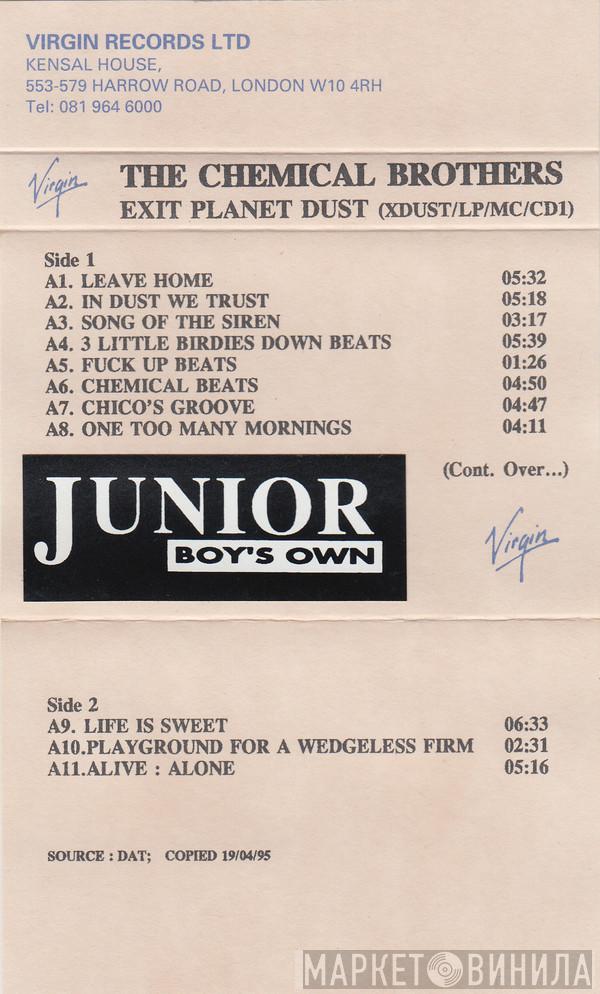 VIRGIN RECORDS LTD
KENSAL HOUSE,
553-579 HARROW ROAD, LONDON W10 4RH
Tel: 081 964 6000
Virgin THE CHEMICAL BROTHERS
EXIT PLANET DUST (XDUST/LP/MC/CD1)
Side 1
A1. LEAVE HOME 05:32
A2. IN DUST WE TRUST 05:18
A3. SONG OF THE SIREN 03:17
A4. 3 LITTLE BIRDIES DOWN BEATS 05:39
A5. FUCK UP BEATS 01:26
A6. CHEMICAL BEATS 04:50
A7. CHICO'S GROOVE 04:47
A8. ONE TOO MANY MORNINGS 04:11
(Cont. Over...)
JUNIOR
BOY'S OWN
Virgin
Side 2
A9. LIFE IS SWEET 06:33
A10.PLAYGROUND FOR A WEDGELESS FIRM 02:31
A11.ALIVE : ALONE 05:16
SOURCE : DAT; COPIED 19/04/95
МАРКЕТ ВИНИЛА